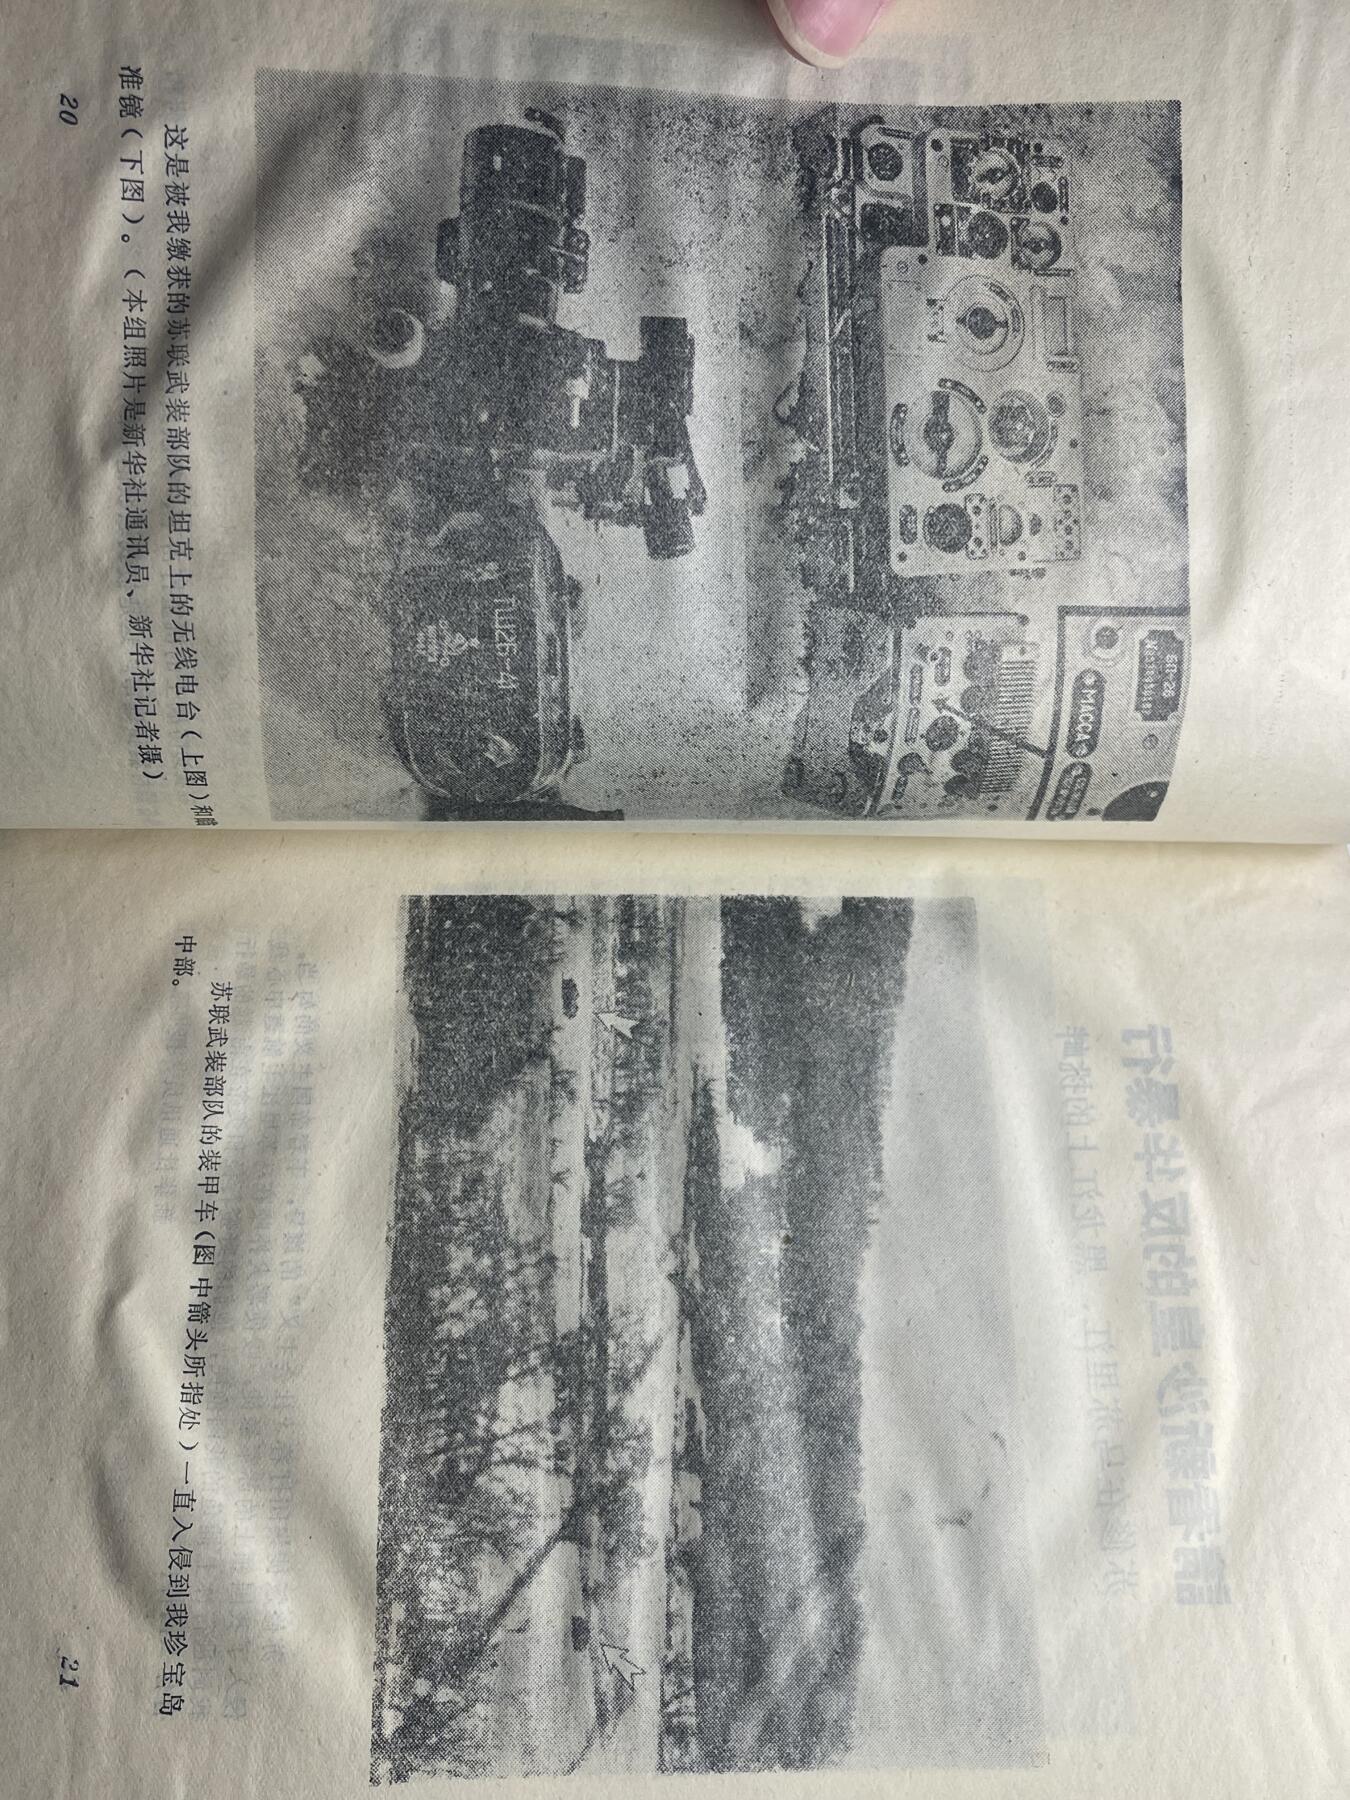 БП-26
МАССА
ТШ2Б-41
这是被我缴获的苏联武装部队的坦克上的无线电台（上图）和瞄
准镜（下图）。（本组照片是新华社通讯员、新华社记者摄）
20
苏联武装部队的装甲车（图中箭头所指处）一直入侵到我珍宝岛
中部。
21